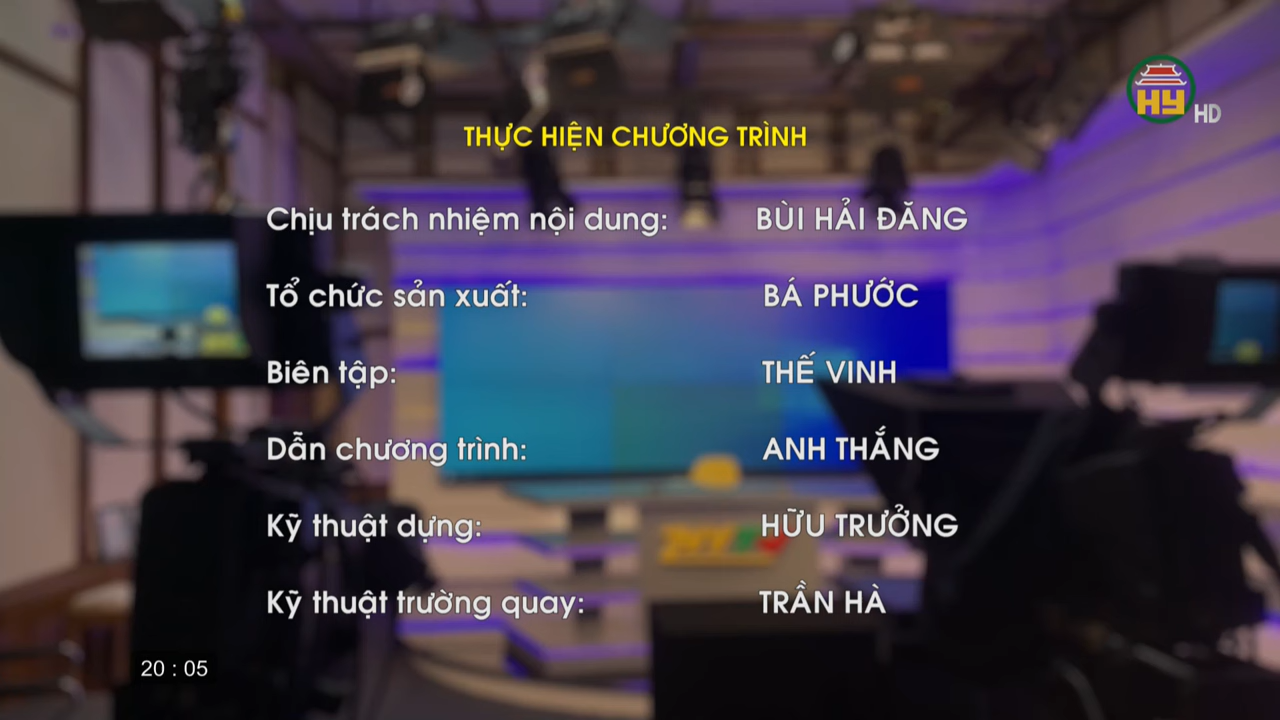 HY HD
THỰC HIỆN CHƯƠNG TRÌNH
Chịu trách nhiệm nội dung: BÙI HẢI ĐĂNG
Tổ chức sản xuất: BÁ PHƯỚC
Biên tập: THẾ VINH
Dẫn chương trình: ANH THẮNG
Kỹ thuật dựng: HỮU TRƯỞNG
Kỹ thuật trường quay: TRẦN HÀ
20 : 05